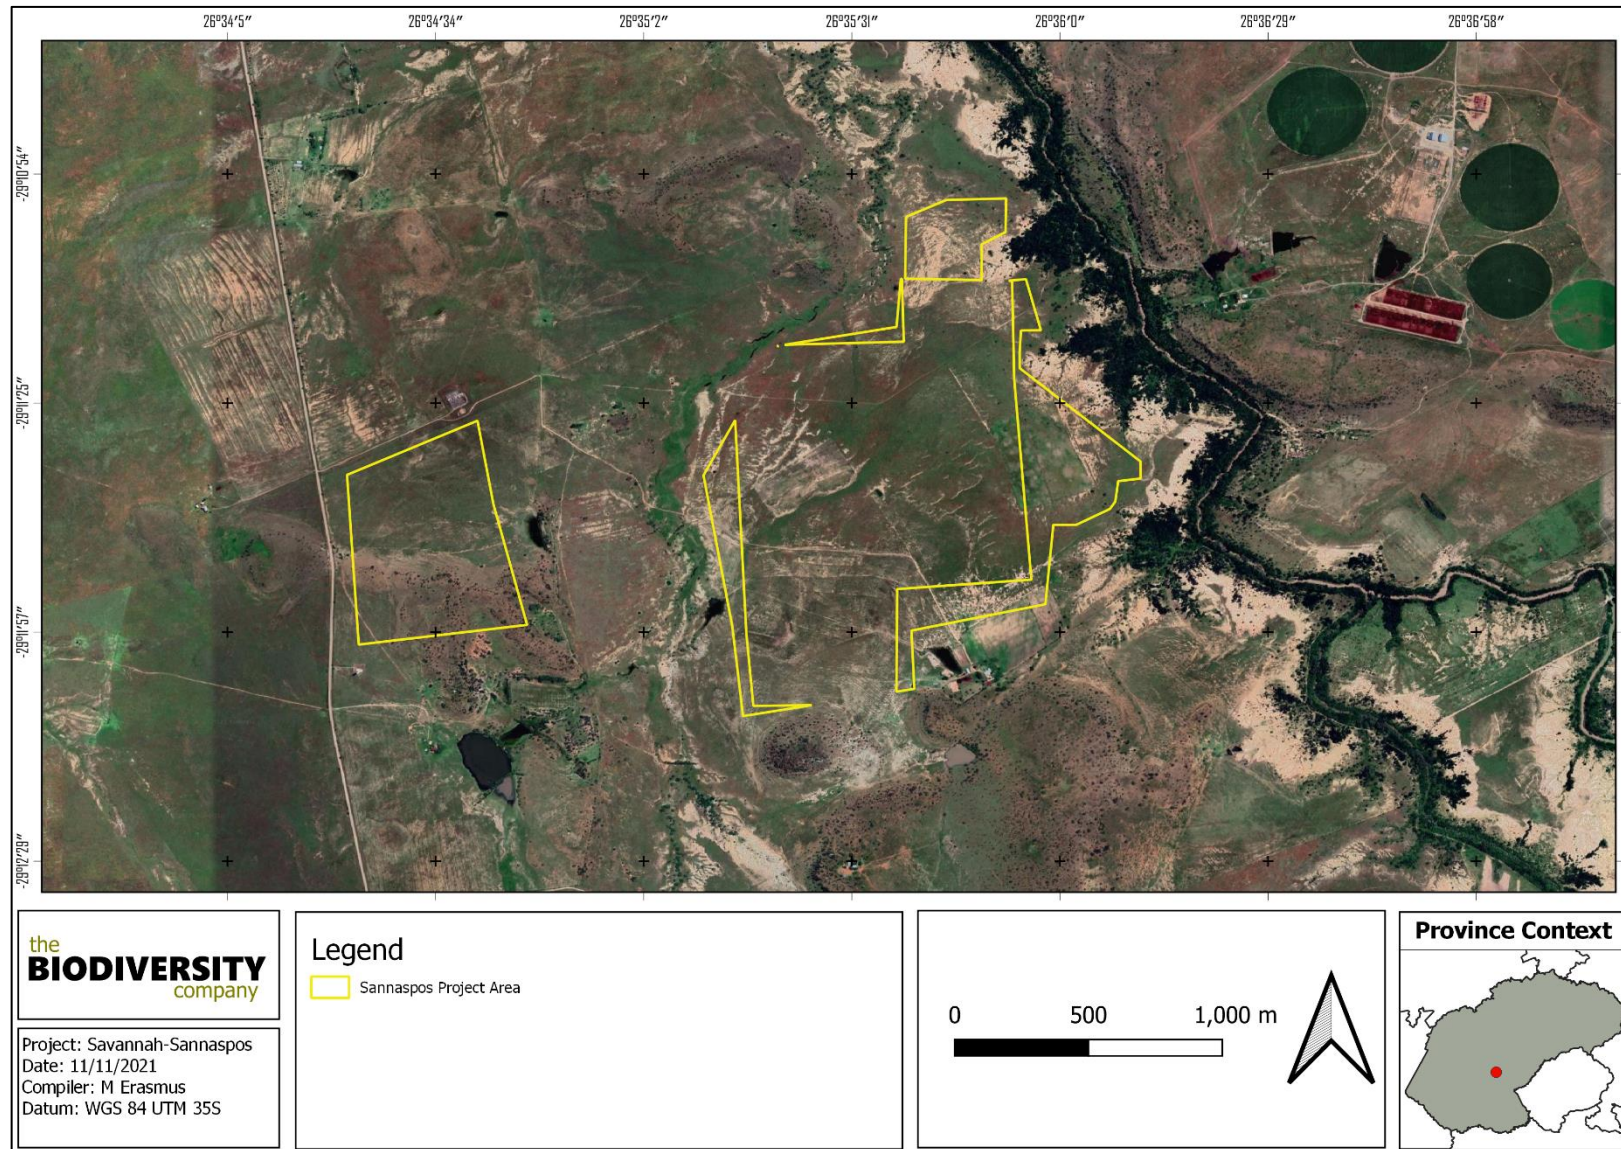 26°34′5″ 26°34′34″ 26°35′2″ 26°35′31″ 26°36′0″ 26°36′29″ 26°36′58″
-29°10′54″
-29°11′25″
-29°11′57″
-29°12′29″
the
BIODIVERSITY
company
Project: Savannah-Sannaspos
Date: 11/11/2021
Compiler: M Erasmus
Datum: WGS 84 UTM 35S
Legend
Sannaspos Project Area
0 500 1,000 m
Province Context